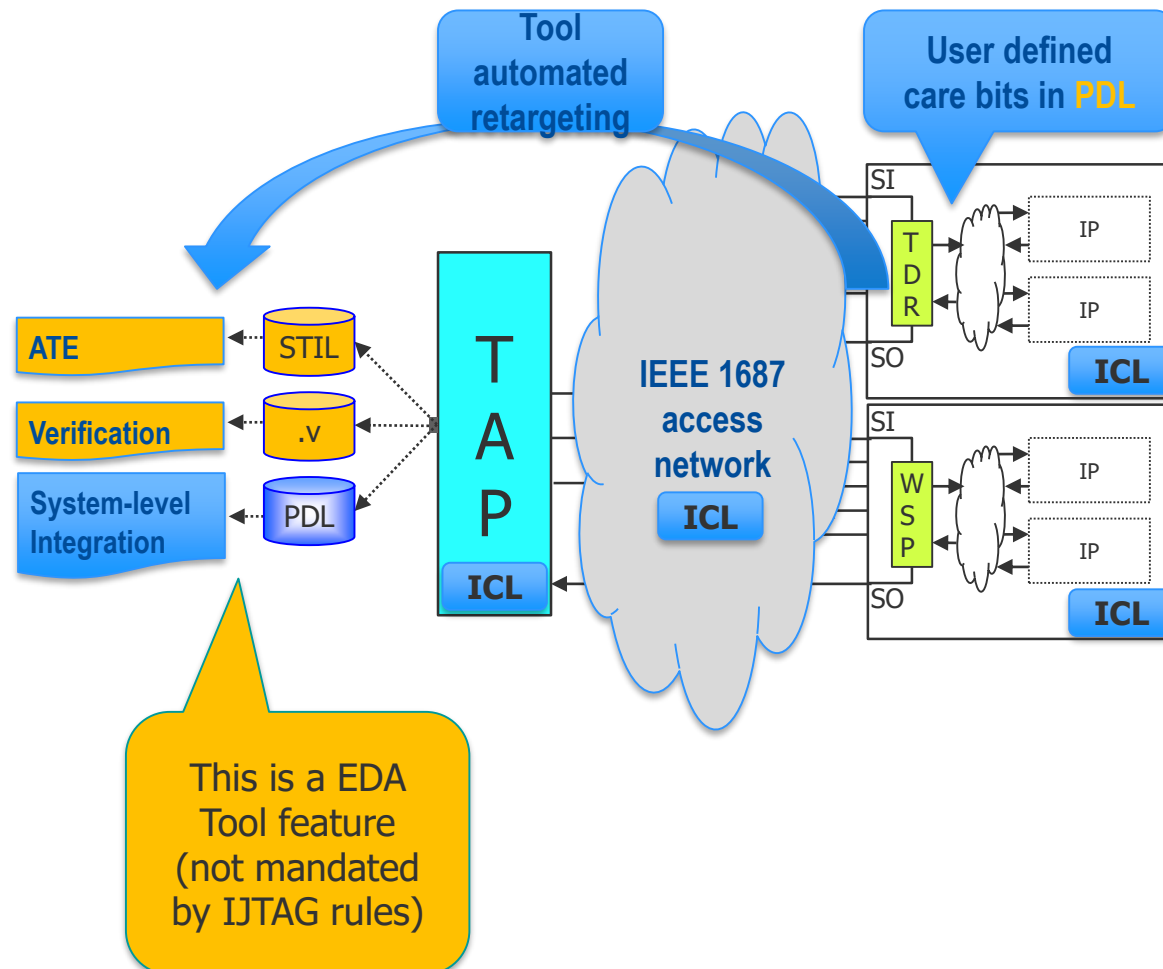 Tool
automated
retargeting
User defined
care bits in PDL
SI
T
D
R
SO
IP
IP
ICL
SI
W
S
P
SO
IP
IP
ICL
IEEE 1687
access
network
ICL
T
A
P
ICL
ATE
STIL
Verification
.v
System-level
Integration
PDL
This is a EDA
Tool feature
(not mandated
by IJTAG rules)